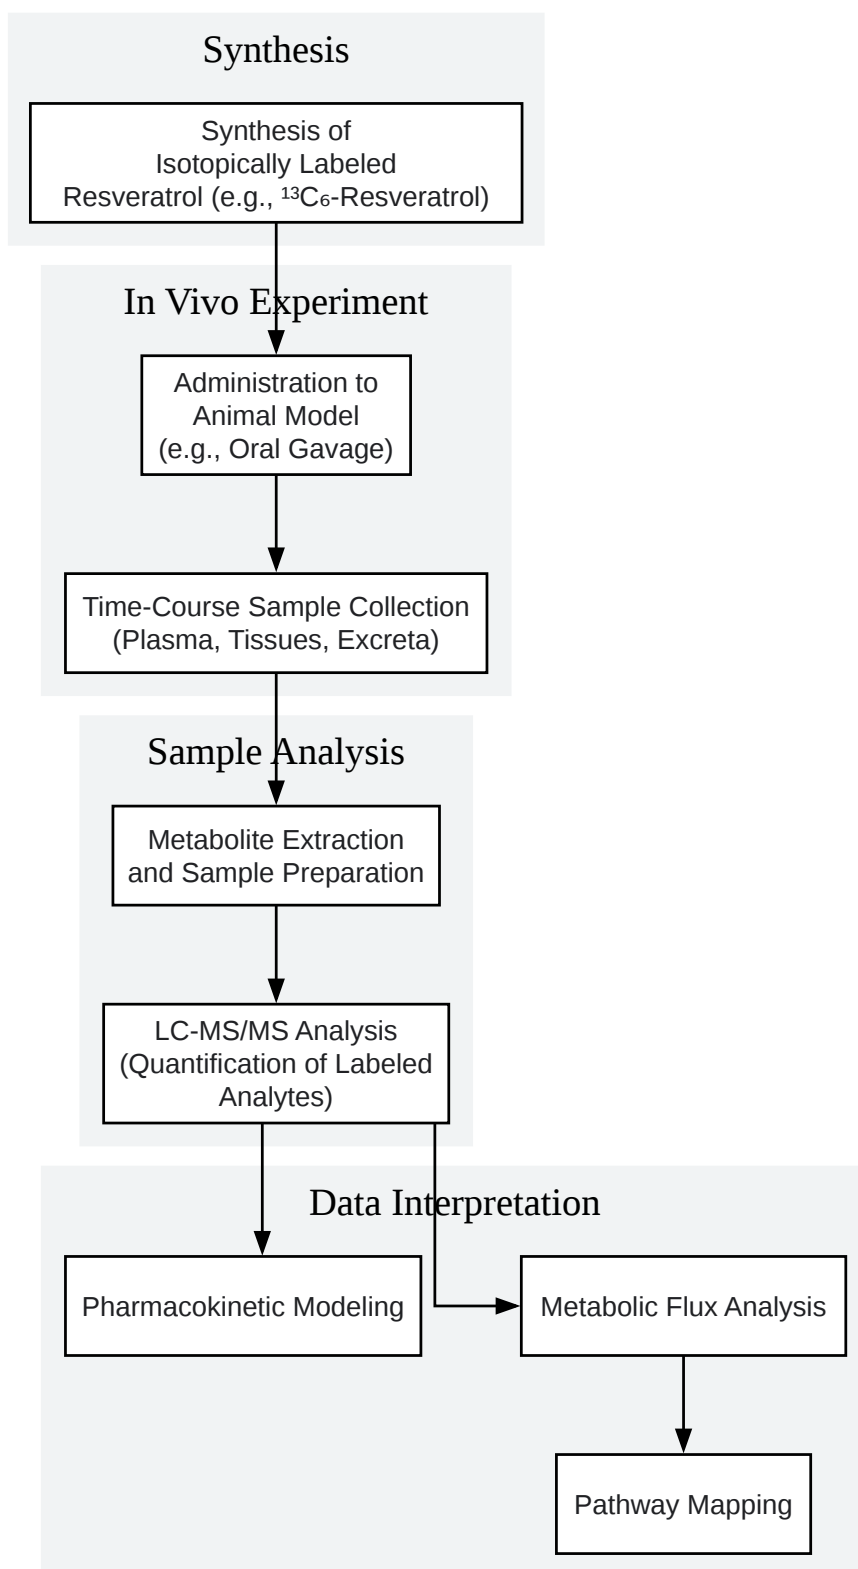 Synthesis
Synthesis of
Isotopically Labeled
Resveratrol (e.g., ¹³C₆-Resveratrol)
In Vivo Experiment
Administration to
Animal Model
(e.g., Oral Gavage)
Time-Course Sample Collection
(Plasma, Tissues, Excreta)
Sample Analysis
Metabolite Extraction
and Sample Preparation
LC-MS/MS Analysis
(Quantification of Labeled
Analytes)
Data Interpretation
Pharmacokinetic Modeling
Metabolic Flux Analysis
Pathway Mapping